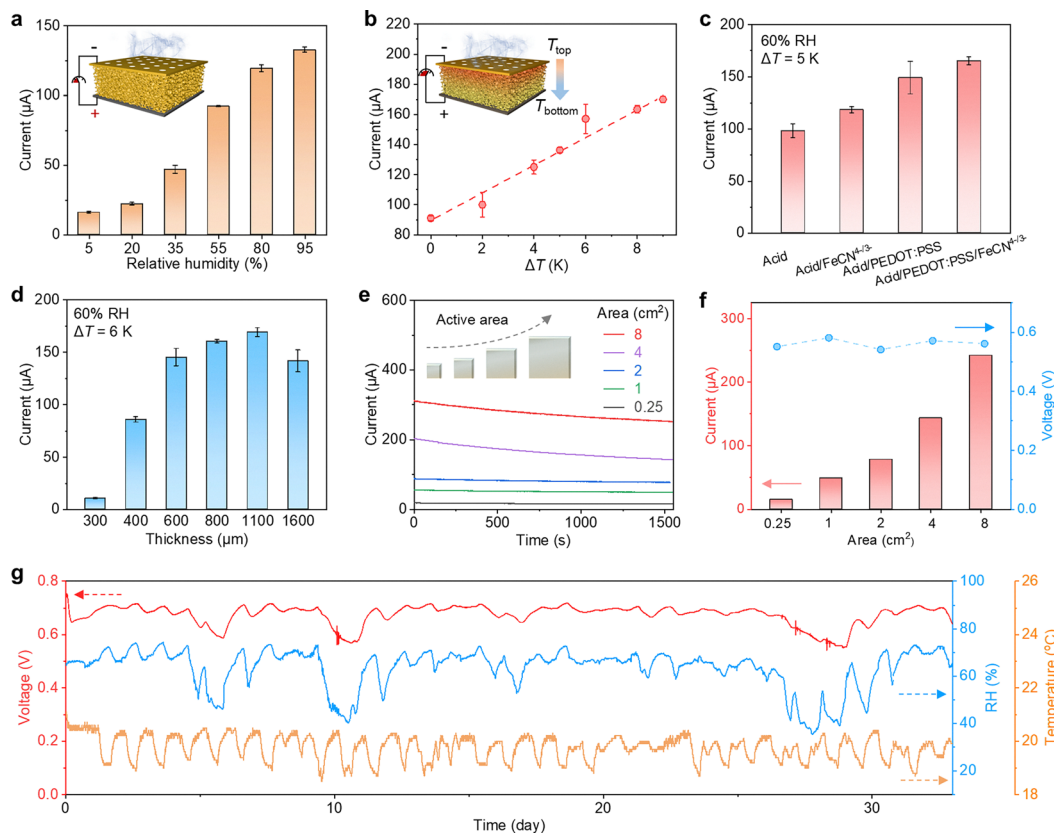 a
Current (μA)
150
100
50
0
5 20 35 55 80 95
Relative humidity (%)
-
+
b
Current (μA)
220
200
180
160
140
120
100
80
0 2 4 6 8
ΔT (K)
-
+
Ttop
Tbottom
c
60% RH
ΔT = 5 K
Current (μA)
200
150
100
50
0
Acid
Acid/FeCN4-/3-
Acid/PEDOT:PSS
Acid/PEDOT:PSS/FeCN4-/3-
d
60% RH
ΔT = 6 K
Current (μA)
200
150
100
50
0
300 400 600 800 1100 1600
Thickness (μm)
e
Current (μA)
600
400
200
0
Active area
Area (cm2)
8
4
2
1
0.25
0 500 1000 1500
Time (s)
f
Current (μA)
300
200
100
0
0.25 1 2 4 8
Area (cm2)
0.6
0.4
0.2
0.0
Voltage (V)
g
Voltage (V)
0.8
0.6
0.4
0.2
0.0
0 10 20 30
Time (day)
100
80
60
40
20
RH (%)
26
25
24
23
22
21
20
19
18
Temperature (ºC)